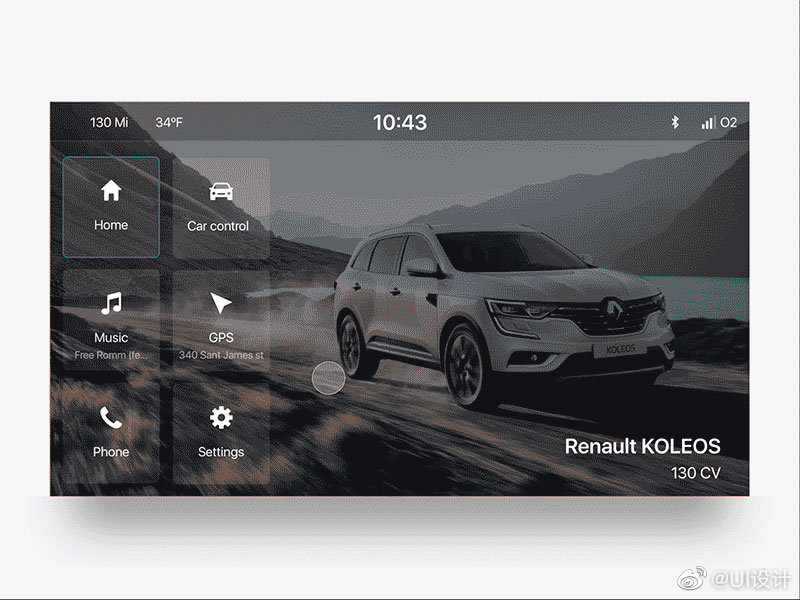 130 Mi 34ºF 10:43 O2
Home
Car control
Music
Free Romm (fe...
GPS
340 Sant James st
Phone
Settings
KOLEOS
Renault KOLEOS
130 CV
@UI设计